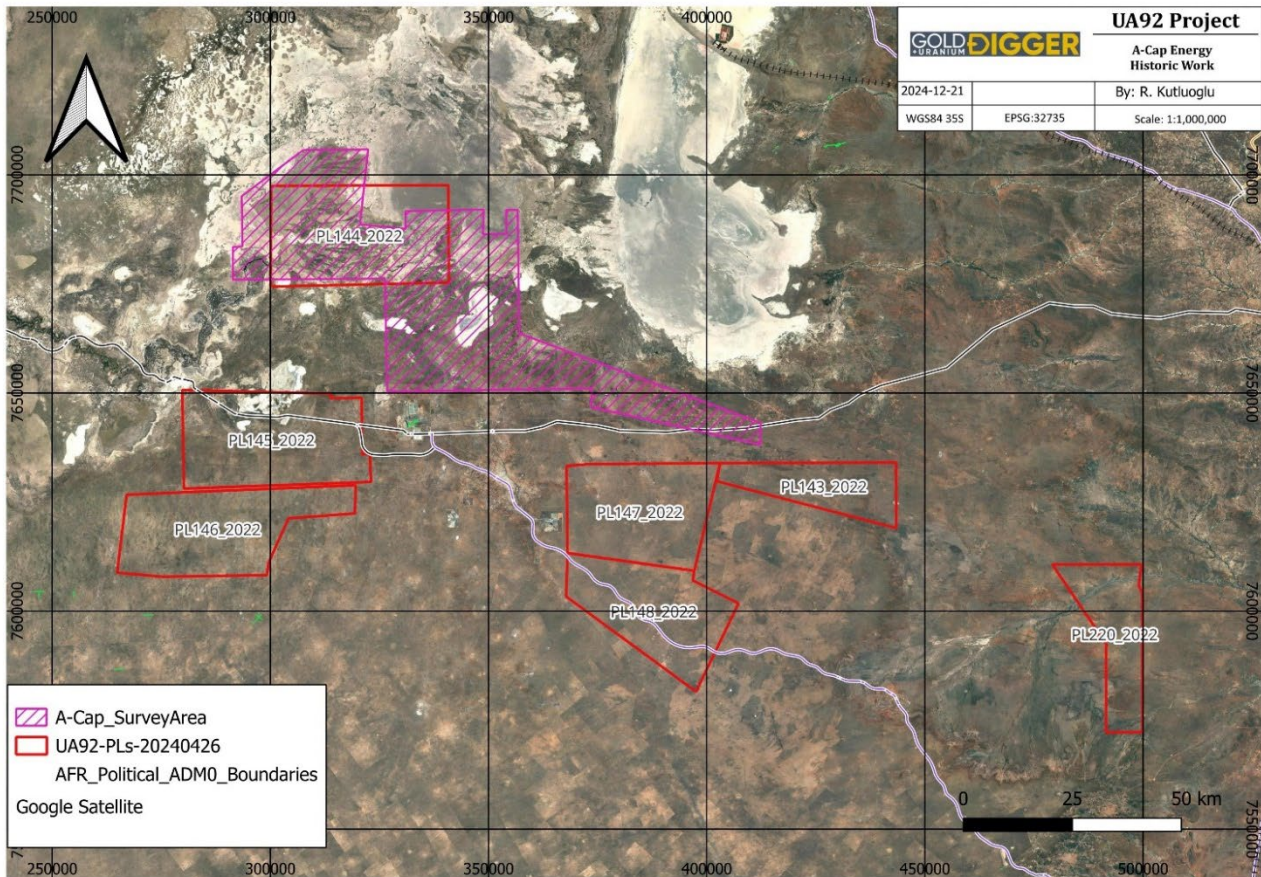 250000 300000 350000 400000
UA92 Project
GOLD DIGGER
+URANIUM
A-Cap Energy
Historic Work
2024-12-21 By: R. Kutluoglu
WGS84 35S EPSG:32735 Scale: 1:1,000,000
7700000 7700000
PL144_2022
7650000 7650000
PL145_2022
PL146_2022
PL147_2022
PL143_2022
7600000 7600000
PL148_2022
PL220_2022
A-Cap_SurveyArea
UA92-PLs-20240426
AFR_Political_ADM0_Boundaries
Google Satellite
0 25 50 km
7550000
250000 300000 350000 400000 450000 500000